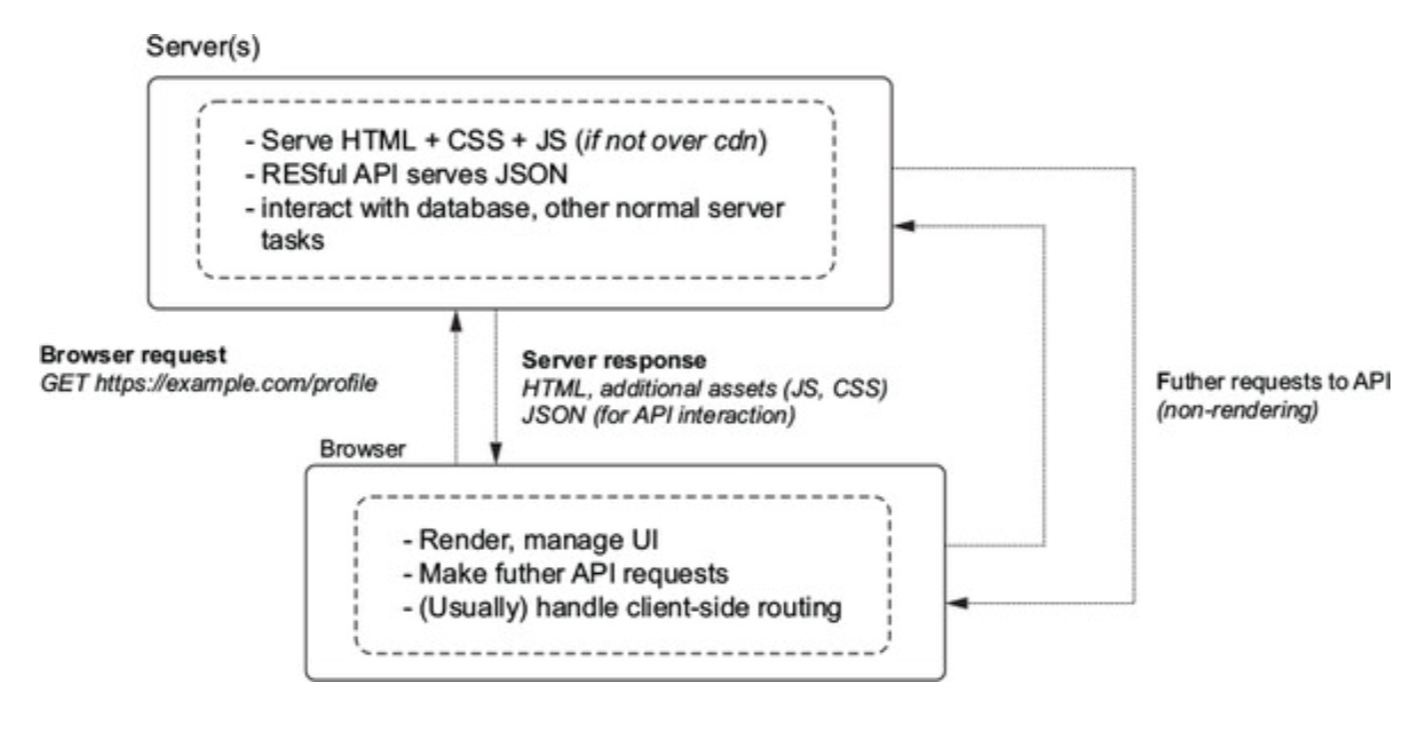 Server(s)
- Serve HTML + CSS + JS (if not over cdn)
- RESful API serves JSON
- interact with database, other normal server
tasks
Browser request
GET https://example.com/profile
Server response
HTML, additional assets (JS, CSS)
JSON (for API interaction)
Futher requests to API
(non-rendering)
Browser
- Render, manage UI
- Make futher API requests
- (Usually) handle client-side routing